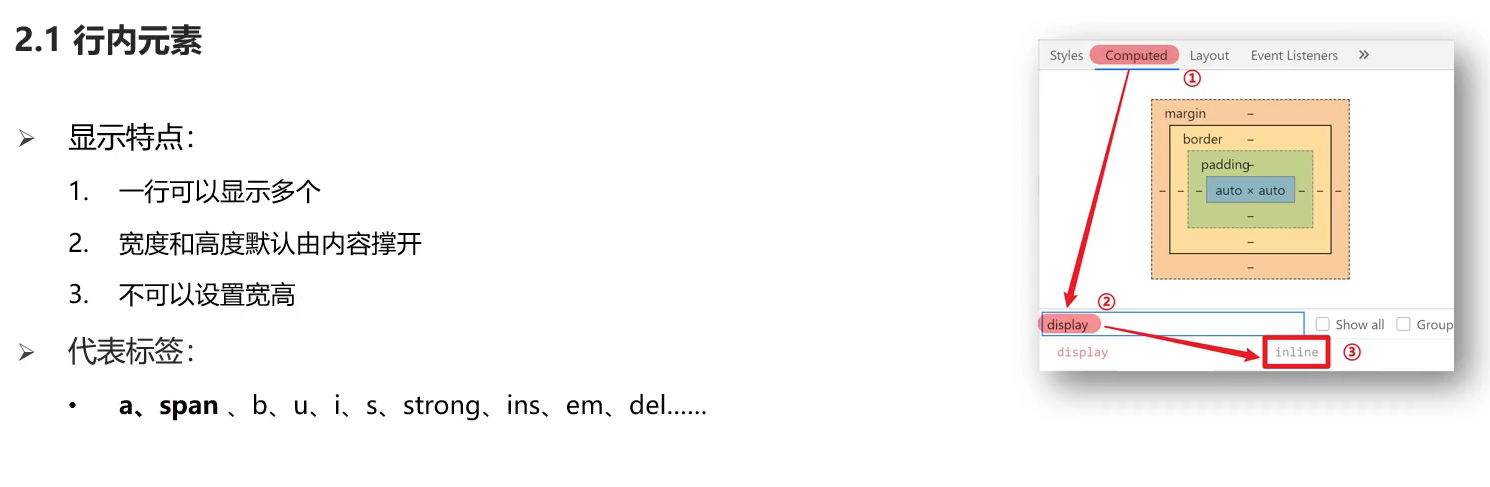 2.1 行内元素
➢ 显示特点：
1. 一行可以显示多个
2. 宽度和高度默认由内容撑开
3. 不可以设置宽高
➢ 代表标签：
• a、span 、b、u、i、s、strong、ins、em、del……
Styles Computed Layout Event Listeners »
①
margin –
border –
padding –
– – – auto × auto – – –
–
–
–
②
display Show all Group
display inline ③